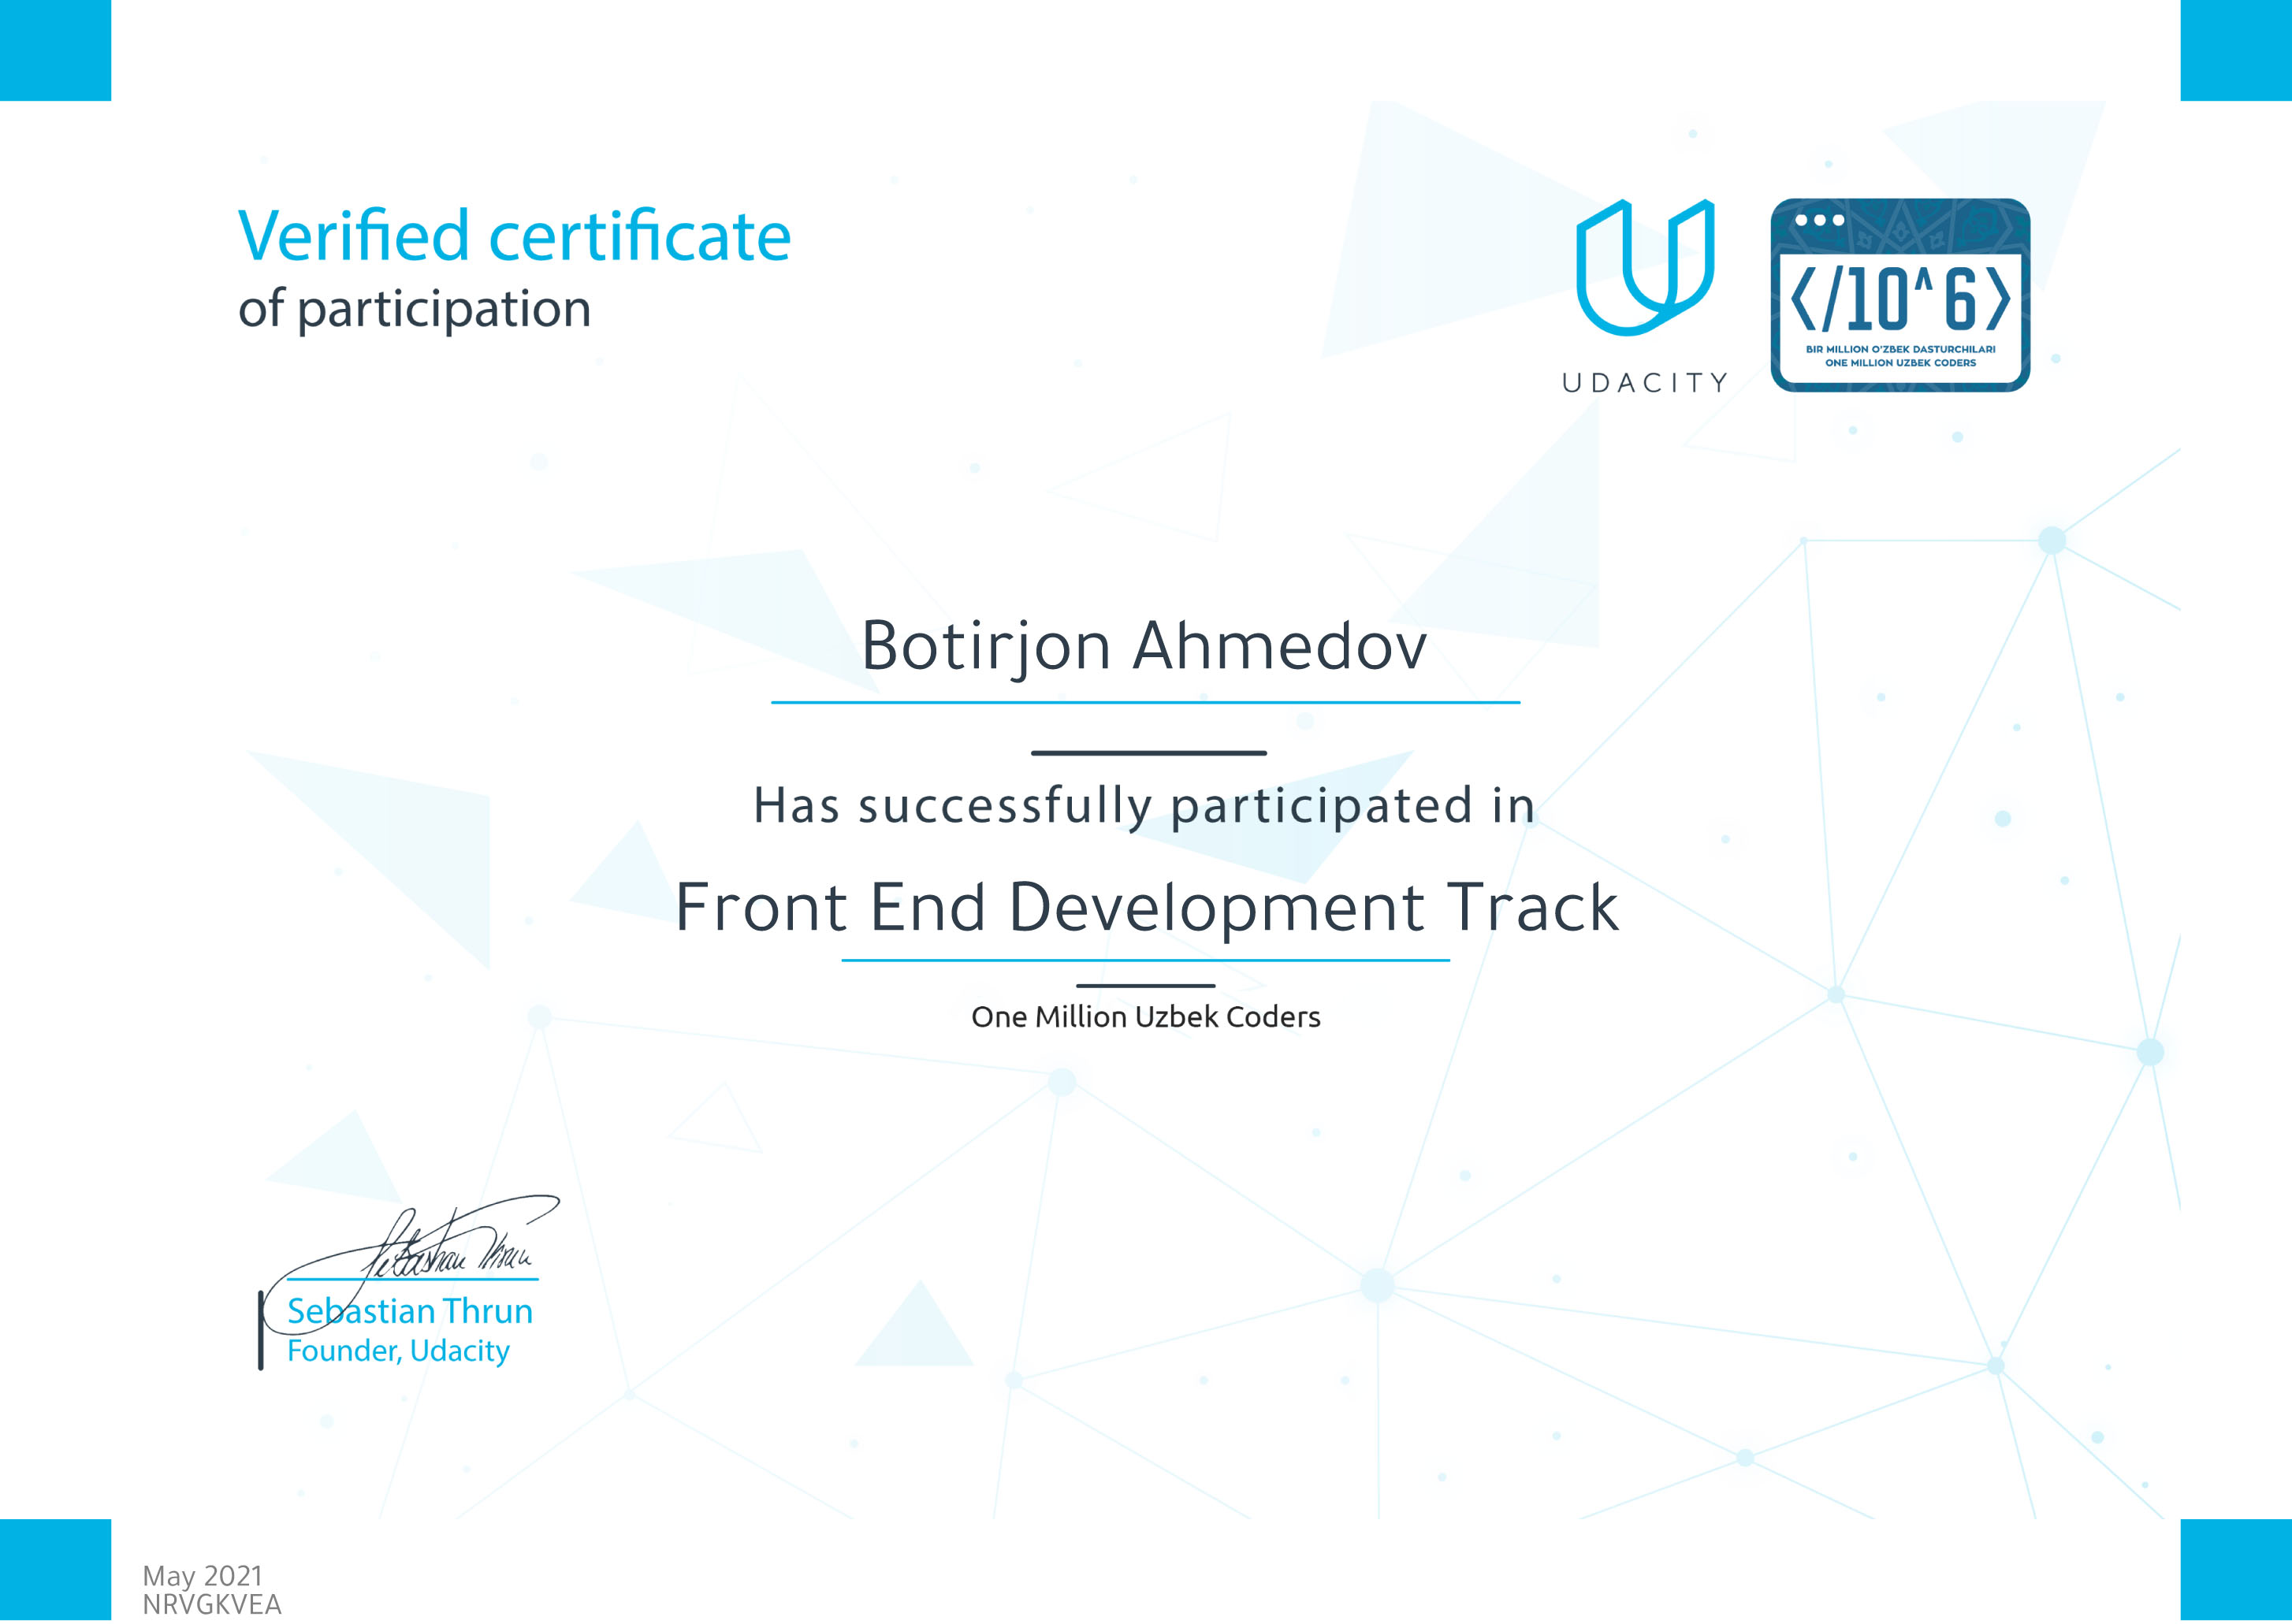 Verified certificate
of participation
UDACITY
</10^6>
BIR MILLION O'ZBEK DASTURCHILARI
ONE MILLION UZBEK CODERS
Botirjon Ahmedov
Has successfully participated in
Front End Development Track
One Million Uzbek Coders
Sebastian Thrun
Sebastian Thrun
Founder, Udacity
May 2021
NRVGKVEA